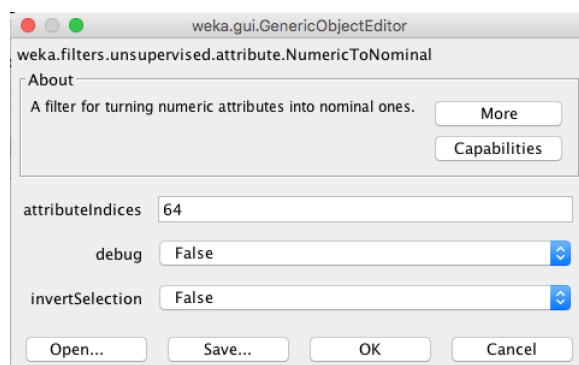 weka.gui.GenericObjectEditor
weka.filters.unsupervised.attribute.NumericToNominal
About
A filter for turning numeric attributes into nominal ones.
More
Capabilities
attributeIndices 64
debug False
invertSelection False
Open... Save... OK Cancel